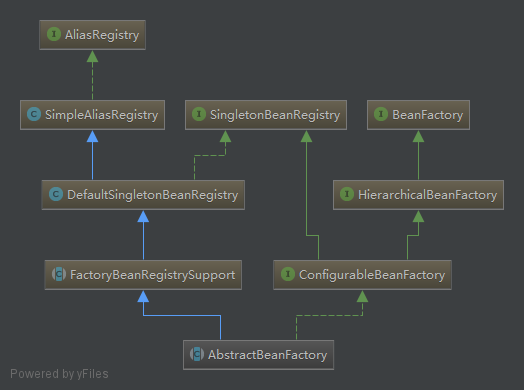 I AliasRegistry
C SimpleAliasRegistry
I SingletonBeanRegistry
I BeanFactory
C DefaultSingletonBeanRegistry
I HierarchicalBeanFactory
C FactoryBeanRegistrySupport
I ConfigurableBeanFactory
C AbstractBeanFactory
Powered by yFiles